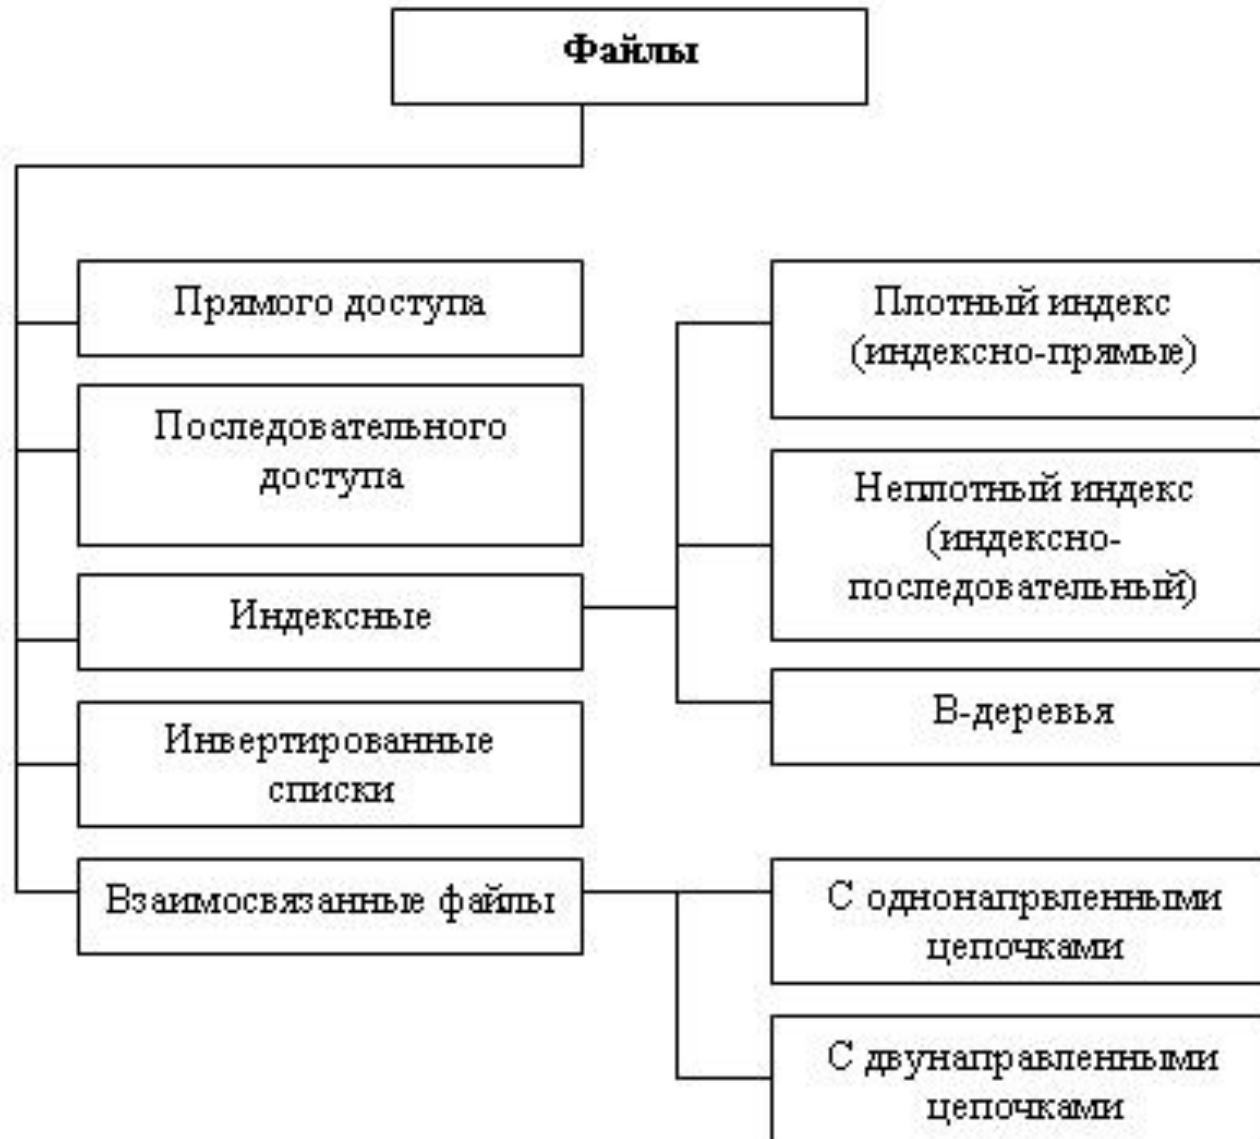 Файлы
Прямого доступа
Последовательного
доступа
Индексные
Инвертированные
списки
Взаимосвязанные файлы
Плотный индекс
(индексно-прямые)
Неплотный индекс
(индексно-
последовательный)
В-деревья
С однонапрвленными
цепочками
С двунаправленными
цепочками